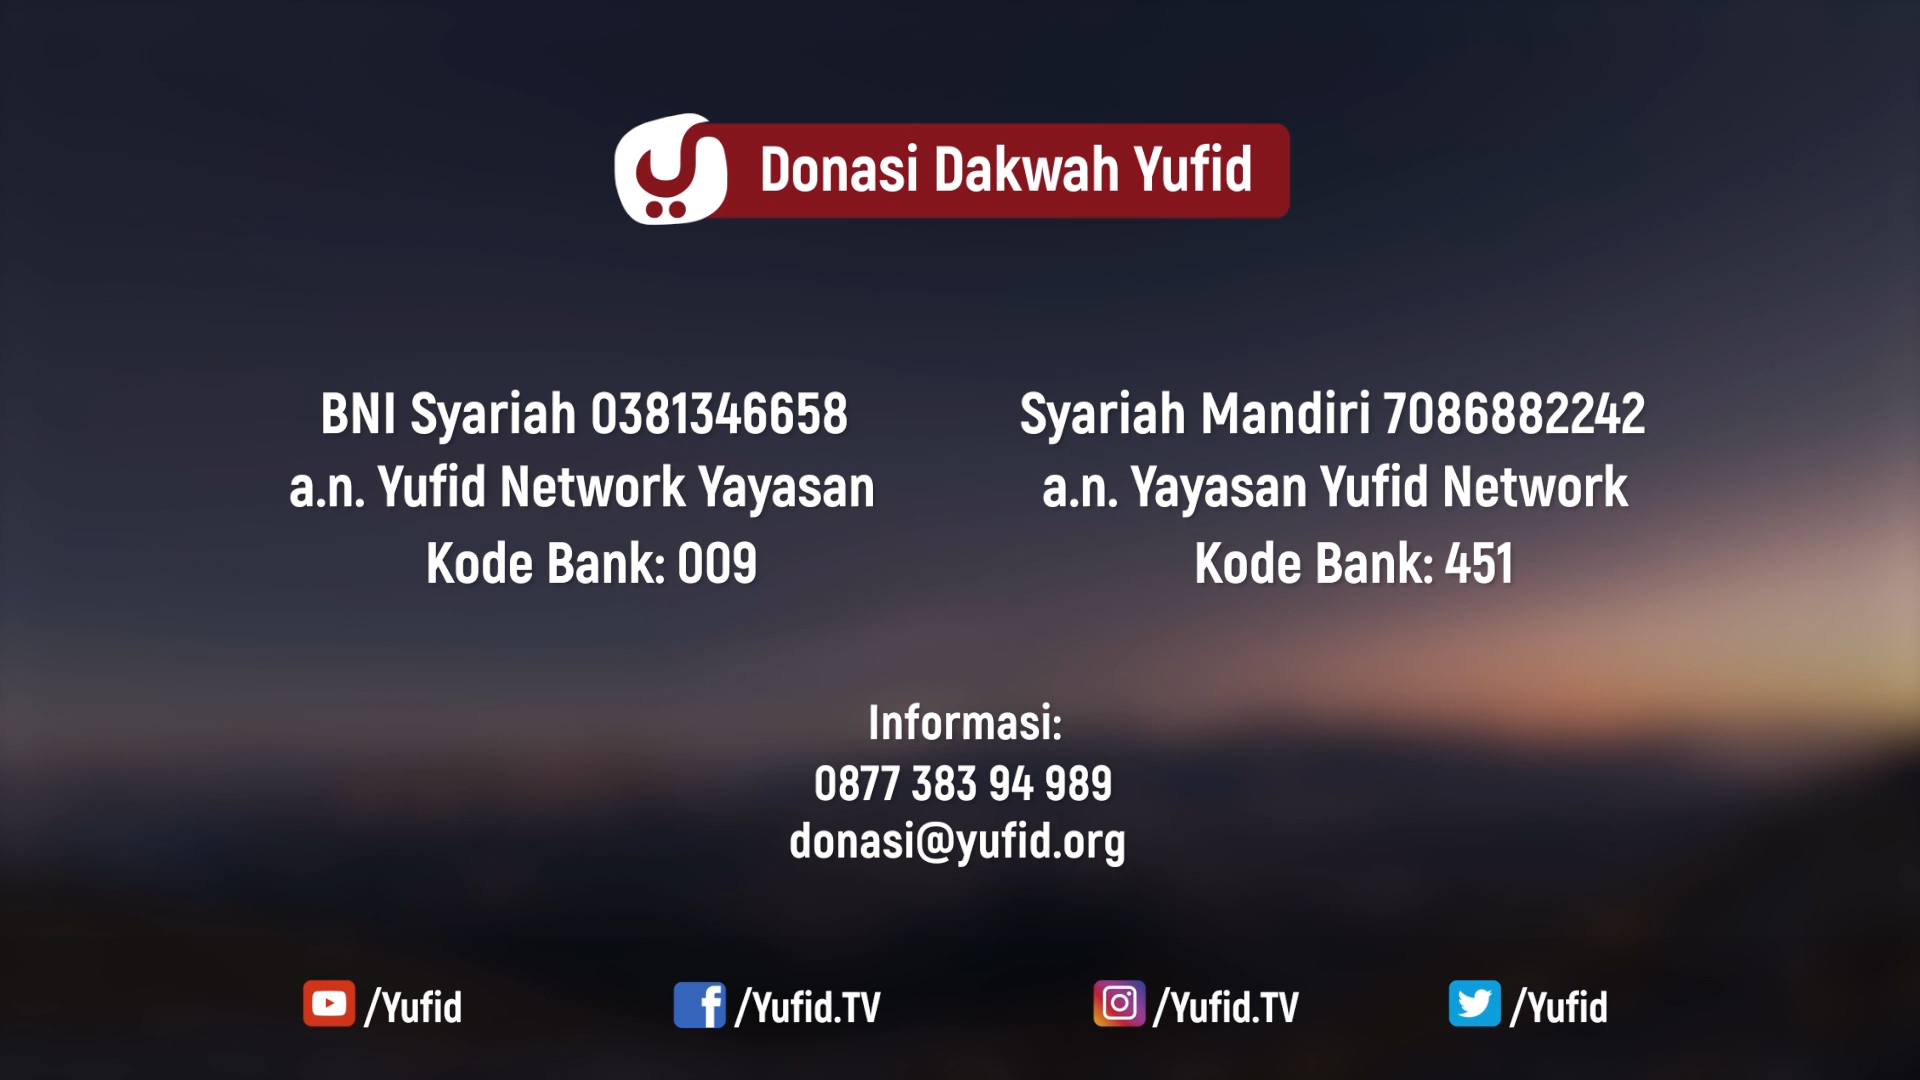 Donasi Dakwah Yufid
BNI Syariah 0381346658
a.n. Yufid Network Yayasan
Kode Bank: 009
Syariah Mandiri 7086882242
a.n. Yayasan Yufid Network
Kode Bank: 451
Informasi:
0877 383 94 989
donasi@yufid.org
/Yufid
/Yufid.TV
/Yufid.TV
/Yufid